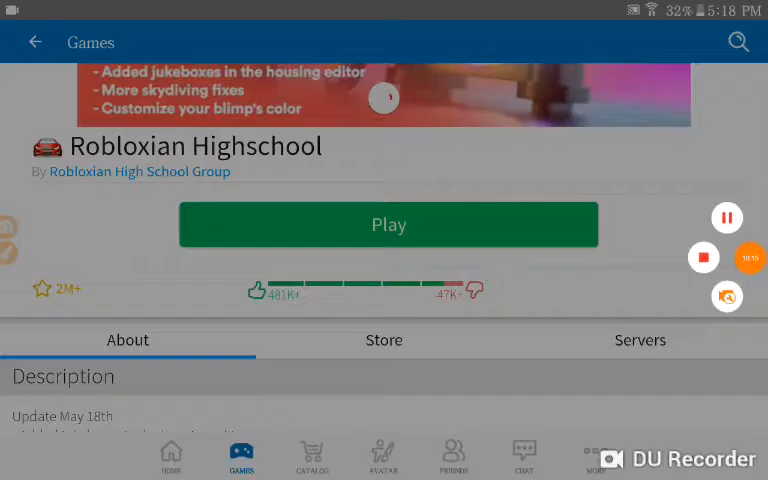 32% 5:18 PM
Games
- Added jukeboxes in the housing editor
- More skydiving fixes
- Customize your blimp's color
Robloxian Highschool
By Robloxian High School Group
Play
2M+
481K+
47K+
About
Store
Servers
Description
Update May 18th
HOME
GAMES
CATALOG
AVATAR
FRIENDS
CHAT
MORE
DU Recorder